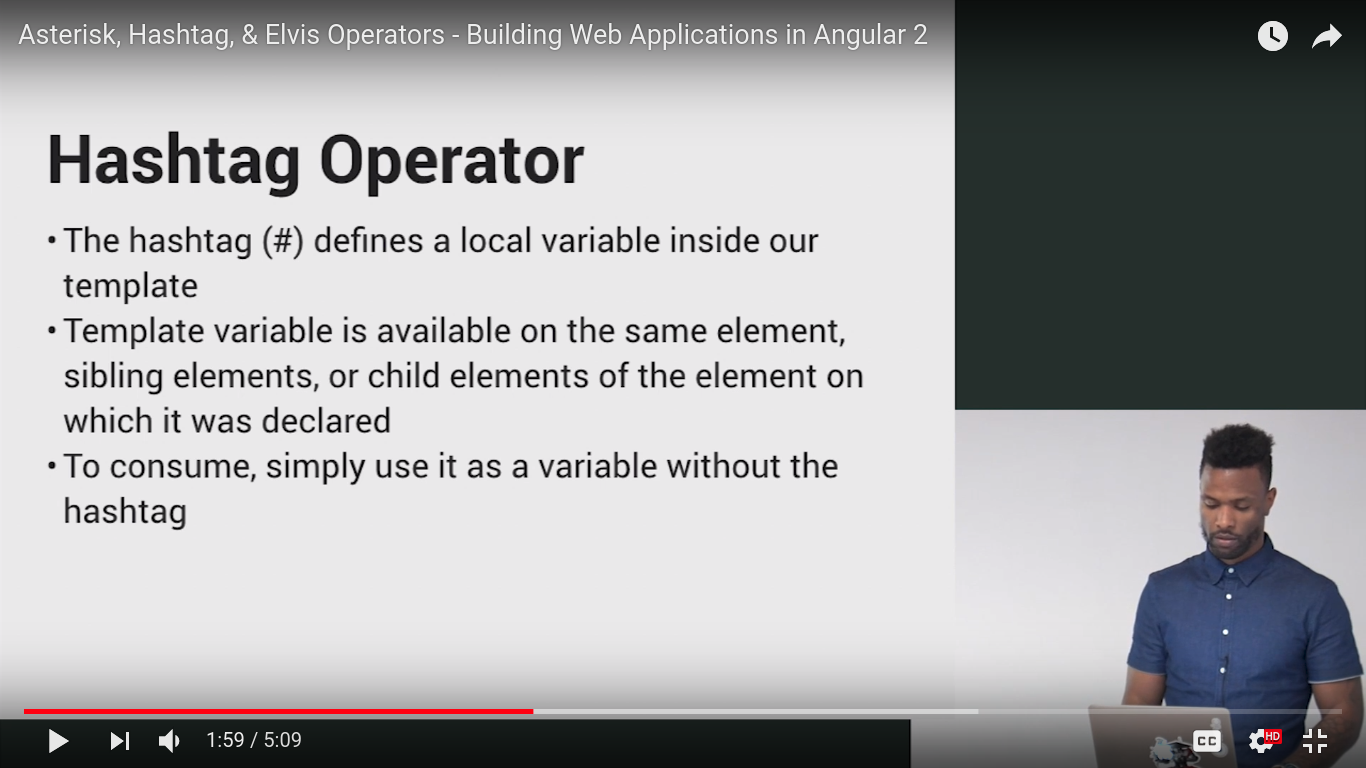 Asterisk, Hashtag, & Elvis Operators - Building Web Applications in Angular 2
Hashtag Operator
• The hashtag (#) defines a local variable inside our
template
• Template variable is available on the same element,
sibling elements, or child elements of the element on
which it was declared
• To consume, simply use it as a variable without the
hashtag
1:59 / 5:09
CC
HD